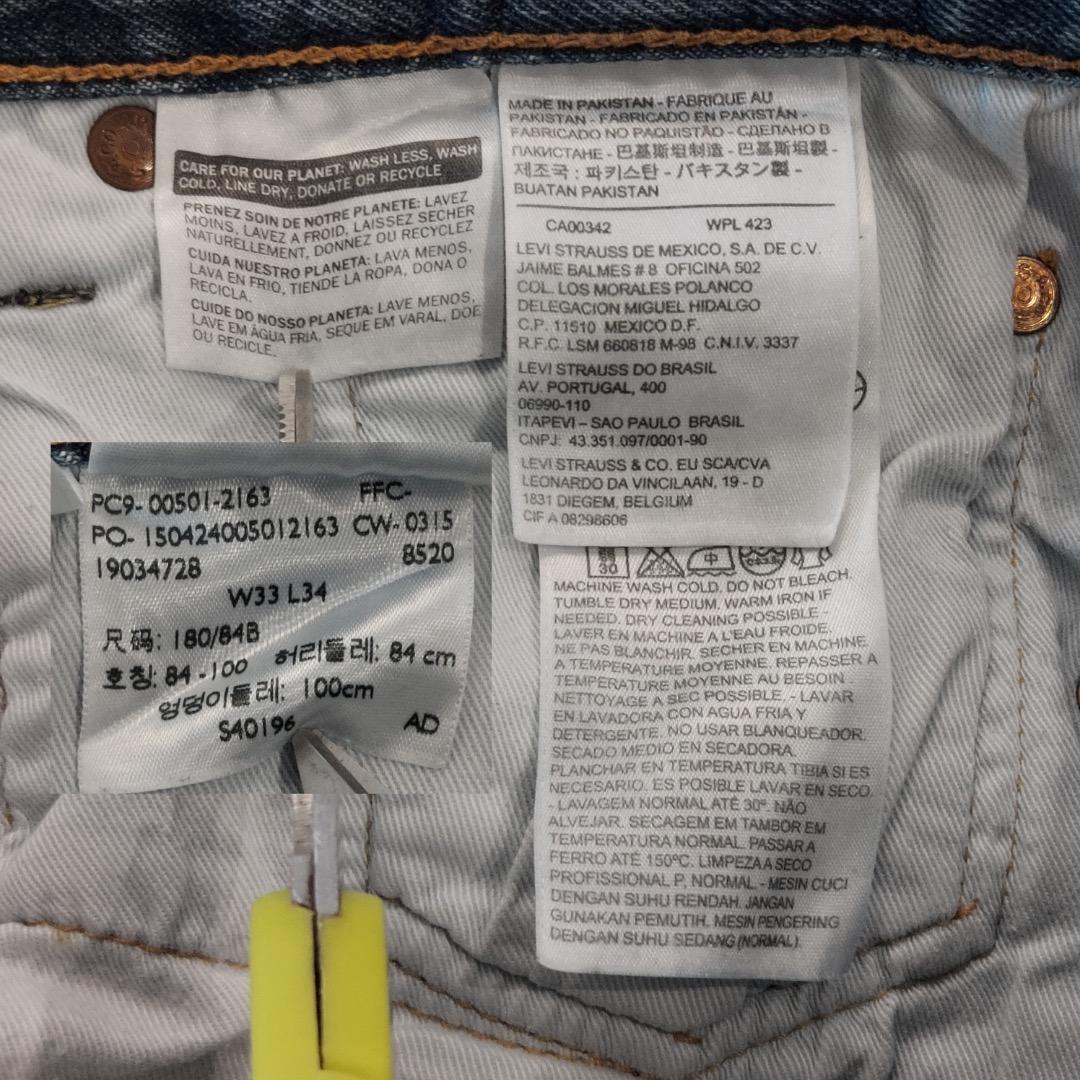 CARE FOR OUR PLANET: WASH LESS, WASH
COLD, LINE DRY, DONATE OR RECYCLE
PRENEZ SOIN DE NOTRE PLANETE: LAVEZ
MOINS, LAVEZ A FROID, LAISSEZ SECHER
NATURELLEMENT, DONNEZ OU RECYCLEZ
CUIDA NUESTRO PLANETA: LAVA MENOS,
LAVA EN FRIO, TIENDE LA ROPA, DONA O
RECICLA.
CUIDE DO NOSSO PLANETA: LAVE MENOS,
LAVE EM ÁGUA FRIA, SEQUE EM VARAL, DOE
OU RECICLE.
MADE IN PAKISTAN - FABRIQUE AU
PAKISTAN - FABRICADO EN PAKISTÁN -
FABRICADO NO PAQUISTÃO - СДЕЛАНО В
ПАКИСТАНЕ - 巴基斯坦制造 - 巴基斯坦製 -
제조국 : 파키스탄 - パキスタン製 -
BUATAN PAKISTAN
CA00342 WPL 423
LEVI STRAUSS DE MEXICO, S.A. DE C.V.
JAIME BALMES # 8 OFICINA 502
COL. LOS MORALES POLANCO
DELEGACION MIGUEL HIDALGO
C.P. 11510 MEXICO D.F.
R.F.C. LSM 660818 M-98 C.N.I.V. 3337
LEVI STRAUSS DO BRASIL
AV. PORTUGAL, 400
06990-110
ITAPEVI – SAO PAULO BRASIL
CNPJ: 43.351.097/0001-90
LEVI STRAUSS & CO. EU SCA/CVA
LEONARDO DA VINCILAAN, 19 - D
1831 DIEGEM, BELGIUM
CIF A 08298606
PC9- 00501-2163 FFC-
PO- 150424005012163 CW- 0315
19034728 8520
W33 L34
尺码: 180/84B
호칭: 84 -100 허리둘레: 84 cm
엉덩이둘레: 100cm
S40196 AD
30 中
MACHINE WASH COLD. DO NOT BLEACH.
TUMBLE DRY MEDIUM. WARM IRON IF
NEEDED. DRY CLEANING POSSIBLE -
LAVER EN MACHINE A L'EAU FROIDE.
NE PAS BLANCHIR. SECHER EN MACHINE
A TEMPERATURE MOYENNE. REPASSER A
TEMPERATURE MOYENNE AU BESOIN.
NETTOYAGE A SEC POSSIBLE. - LAVAR
EN LAVADORA CON AGUA FRIA Y
DETERGENTE. NO USAR BLANQUEADOR.
SECADO MEDIO EN SECADORA.
PLANCHAR EN TEMPERATURA TIBIA SI ES
NECESARIO. ES POSIBLE LAVAR EN SECO.
- LAVAGEM NORMAL ATÉ 30º. NÃO
ALVEJAR. SECAGEM EM TAMBOR EM
TEMPERATURA NORMAL. PASSAR A
FERRO ATÉ 150ºC. LIMPEZA A SECO
PROFISSIONAL P, NORMAL. - MESIN CUCI
DENGAN SUHU RENDAH. JANGAN
GUNAKAN PEMUTIH. MESIN PENGERING
DENGAN SUHU SEDANG (NORMAL).